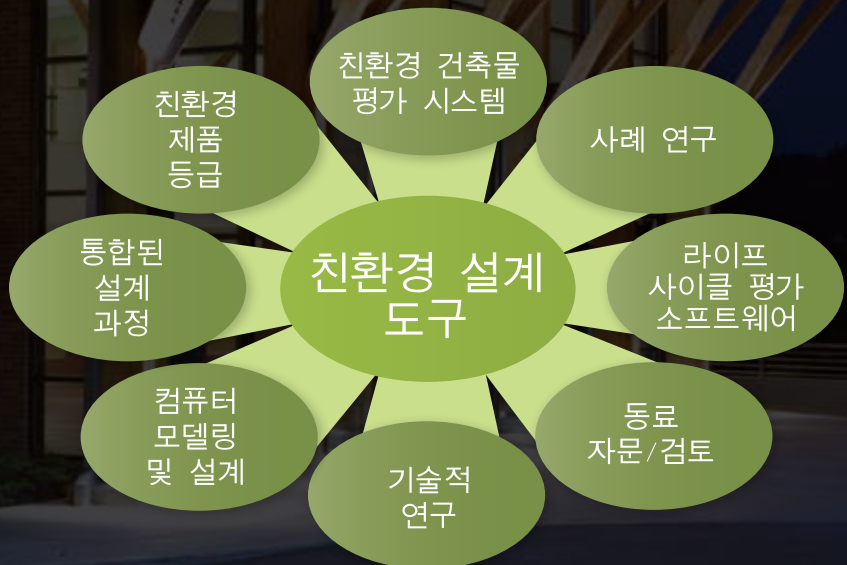 친환경 건축물
평가 시스템
사례 연구
라이프
사이클 평가
소프트웨어
동료
자문/검토
기술적
연구
컴퓨터
모델링
및 설계
통합된
설계
과정
친환경
제품
등급
친환경 설계
도구